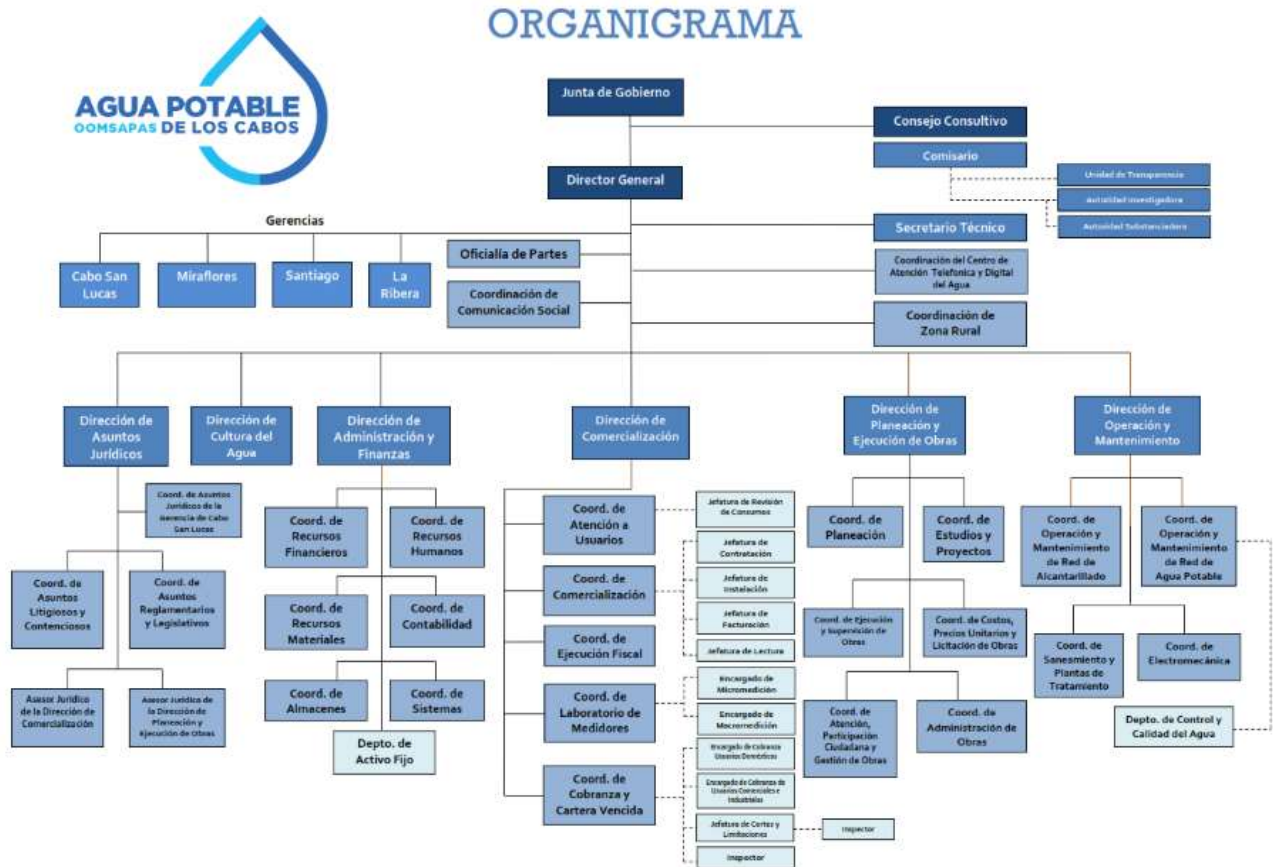 ORGANIGRAMA
AGUA POTABLE
OOMSAPAS DE LOS CABOS
Junta de Gobierno
Consejo Consultivo
Comisario
Unidad de Transparencia
Autoridad Investigadora
Autoridad Substanciadora
Director General
Secretario Técnico
Gerencias
Cabo San
Lucas
Miraflores
Santiago
La
Ribera
Oficialía de Partes
Coordinación de
Comunicación Social
Coordinación del Centro de
Atención Telefonica y Digital
del Agua
Coordinación de
Zona Rural
Dirección de
Asuntos
Jurídicos
Dirección de
Cultura del
Agua
Dirección de
Administración y
Finanzas
Dirección de
Comercialización
Dirección de
Planeación y
Ejecución de Obras
Dirección de
Operación y
Mantenimiento
Coord. de Asuntos
Jurídicos de la
Gerencia de Cabo
San Lucas
Coord. de
Asuntos
Litigiosos y
Contenciosos
Coord. de
Asuntos
Reglamentarios
y Legislativos
Asesor Jurídico
de la Dirección de
Comercialización
Asesor Jurídico de
la Dirección de
Planeación y
Ejecución de Obras
Coord. de
Recursos
Financieros
Coord. de
Recursos
Humanos
Coord. de
Recursos
Materiales
Coord. de
Contabilidad
Coord. de
Almacenes
Coord. de
Sistemas
Depto. de
Activo Fijo
Coord. de
Atención a
Usuarios
Jefatura de Revisión
de Consumos
Coord. de
Comercialización
Jefatura de
Contratación
Jefatura de
Instalación
Jefatura de
Facturación
Jefatura de Lectura
Coord. de
Ejecución Fiscal
Coord. de
Laboratorio de
Medidores
Encargado de
Micromedición
Encargado de
Macromedición
Coord. de
Cobranza y
Cartera Vencida
Encargado de Cobranza
Usuarios Domésticos
Encargado de Cobranza de
Usuarios Comerciales e
Industriales
Jefatura de Cortes y
Limitaciones
Inspector
Inspector
Coord. de
Planeación
Coord. de
Estudios y
Proyectos
Coord. de Ejecución
y Supervisión de
Obras
Coord. de Costos,
Precios Unitarios y
Licitación de Obras
Coord. de
Atención,
Participación
Ciudadana y
Gestión de Obras
Coord. de
Administración de
Obras
Coord. de
Operación y
Mantenimiento
de Red de
Alcantarillado
Coord. de
Operación y
Mantenimiento
de Red de
Agua Potable
Coord. de
Saneamiento y
Plantas de
Tratamiento
Coord. de
Electromecánica
Depto. de Control y
Calidad del Agua